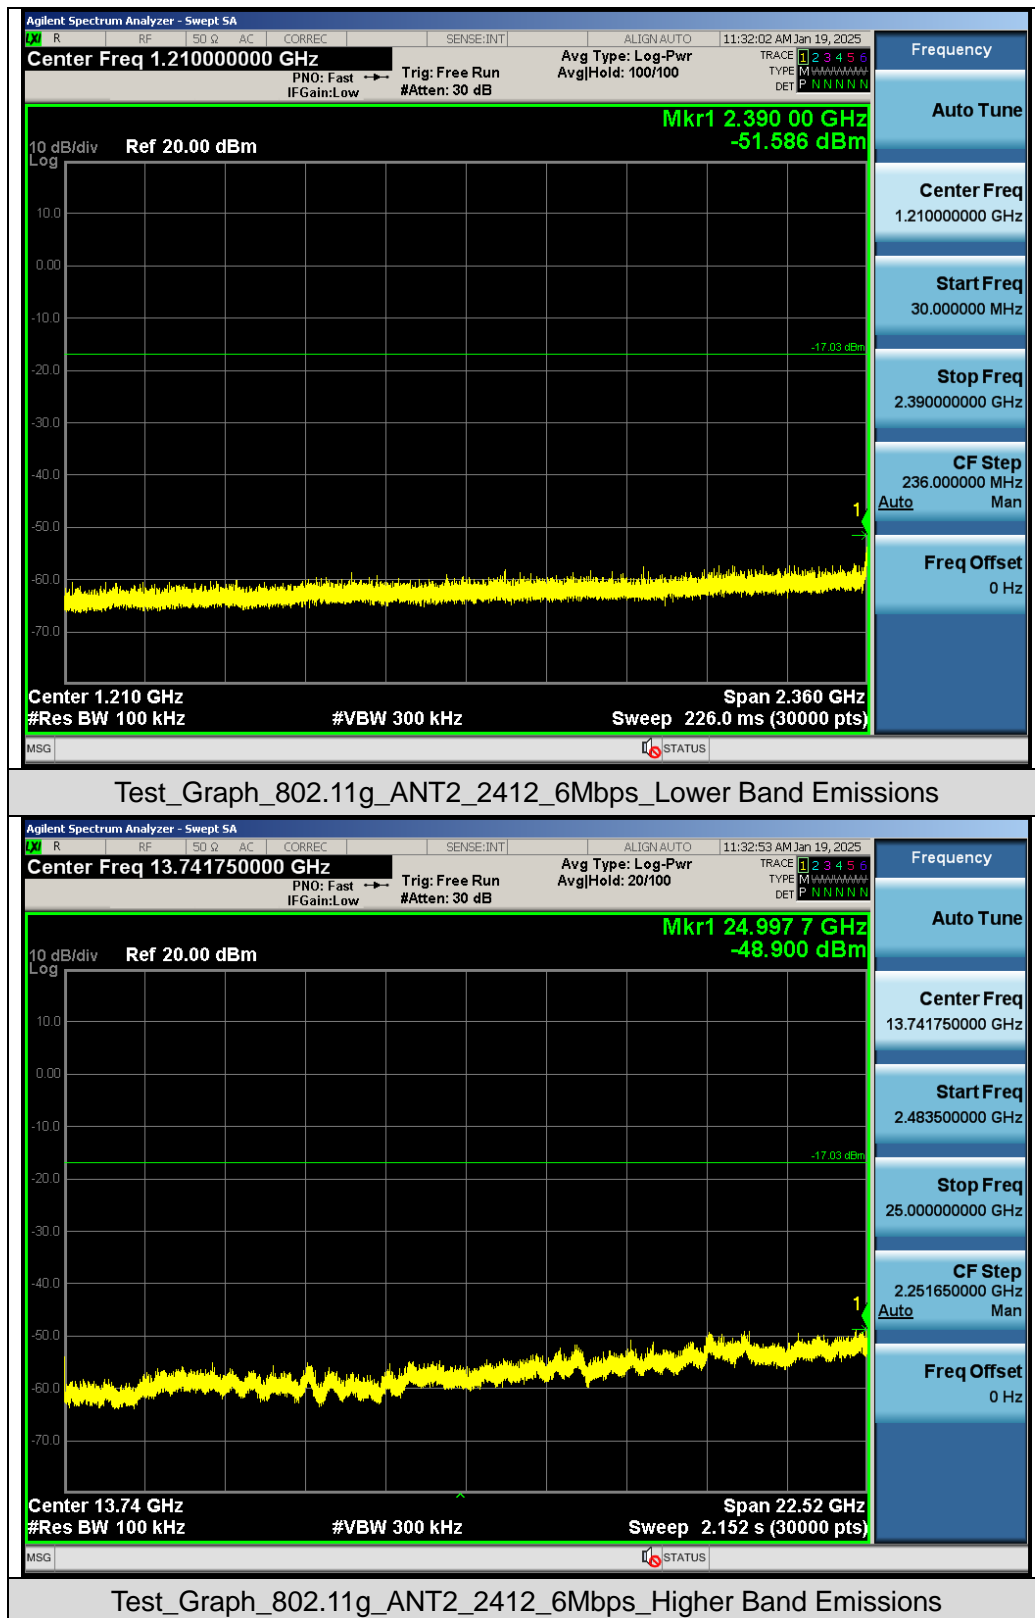 Agilent Spectrum Analyzer - Swept SA
LXI R RF 50 Ω AC CORREC SENSE:INT ALIGN AUTO 11:32:02 AM Jan 19, 2025
Center Freq 1.210000000 GHz
PNO: Fast
IFGain:Low
Trig: Free Run
#Atten: 30 dB
Avg Type: Log-Pwr
Avg|Hold: 100/100
TRACE 1 2 3 4 5 6
TYPE M WWWWW
DET P N N N N N
Mkr1 2.390 00 GHz
-51.586 dBm
10 dB/div Ref 20.00 dBm
Log
10.0
0.00
-10.0
-17.03 dBm
-20.0
-30.0
-40.0
1
-50.0
-60.0
-70.0
Center 1.210 GHz Span 2.360 GHz
#Res BW 100 kHz #VBW 300 kHz Sweep 226.0 ms (30000 pts)
MSG STATUS
Frequency
Auto Tune
Center Freq
1.210000000 GHz
Start Freq
30.000000 MHz
Stop Freq
2.390000000 GHz
CF Step
236.000000 MHz
Auto Man
Freq Offset
0 Hz
Test_Graph_802.11g_ANT2_2412_6Mbps_Lower Band Emissions
Agilent Spectrum Analyzer - Swept SA
LXI R RF 50 Ω AC CORREC SENSE:INT ALIGN AUTO 11:32:53 AM Jan 19, 2025
Center Freq 13.741750000 GHz
PNO: Fast
IFGain:Low
Trig: Free Run
#Atten: 30 dB
Avg Type: Log-Pwr
Avg|Hold: 20/100
TRACE 1 2 3 4 5 6
TYPE M WWWWW
DET P N N N N N
Mkr1 24.997 7 GHz
-48.900 dBm
10 dB/div Ref 20.00 dBm
Log
10.0
0.00
-10.0
-17.03 dBm
-20.0
-30.0
-40.0
1
-50.0
-60.0
-70.0
Center 13.74 GHz Span 22.52 GHz
#Res BW 100 kHz #VBW 300 kHz Sweep 2.152 s (30000 pts)
MSG STATUS
Frequency
Auto Tune
Center Freq
13.741750000 GHz
Start Freq
2.483500000 GHz
Stop Freq
25.000000000 GHz
CF Step
2.251650000 GHz
Auto Man
Freq Offset
0 Hz
Test_Graph_802.11g_ANT2_2412_6Mbps_Higher Band Emissions